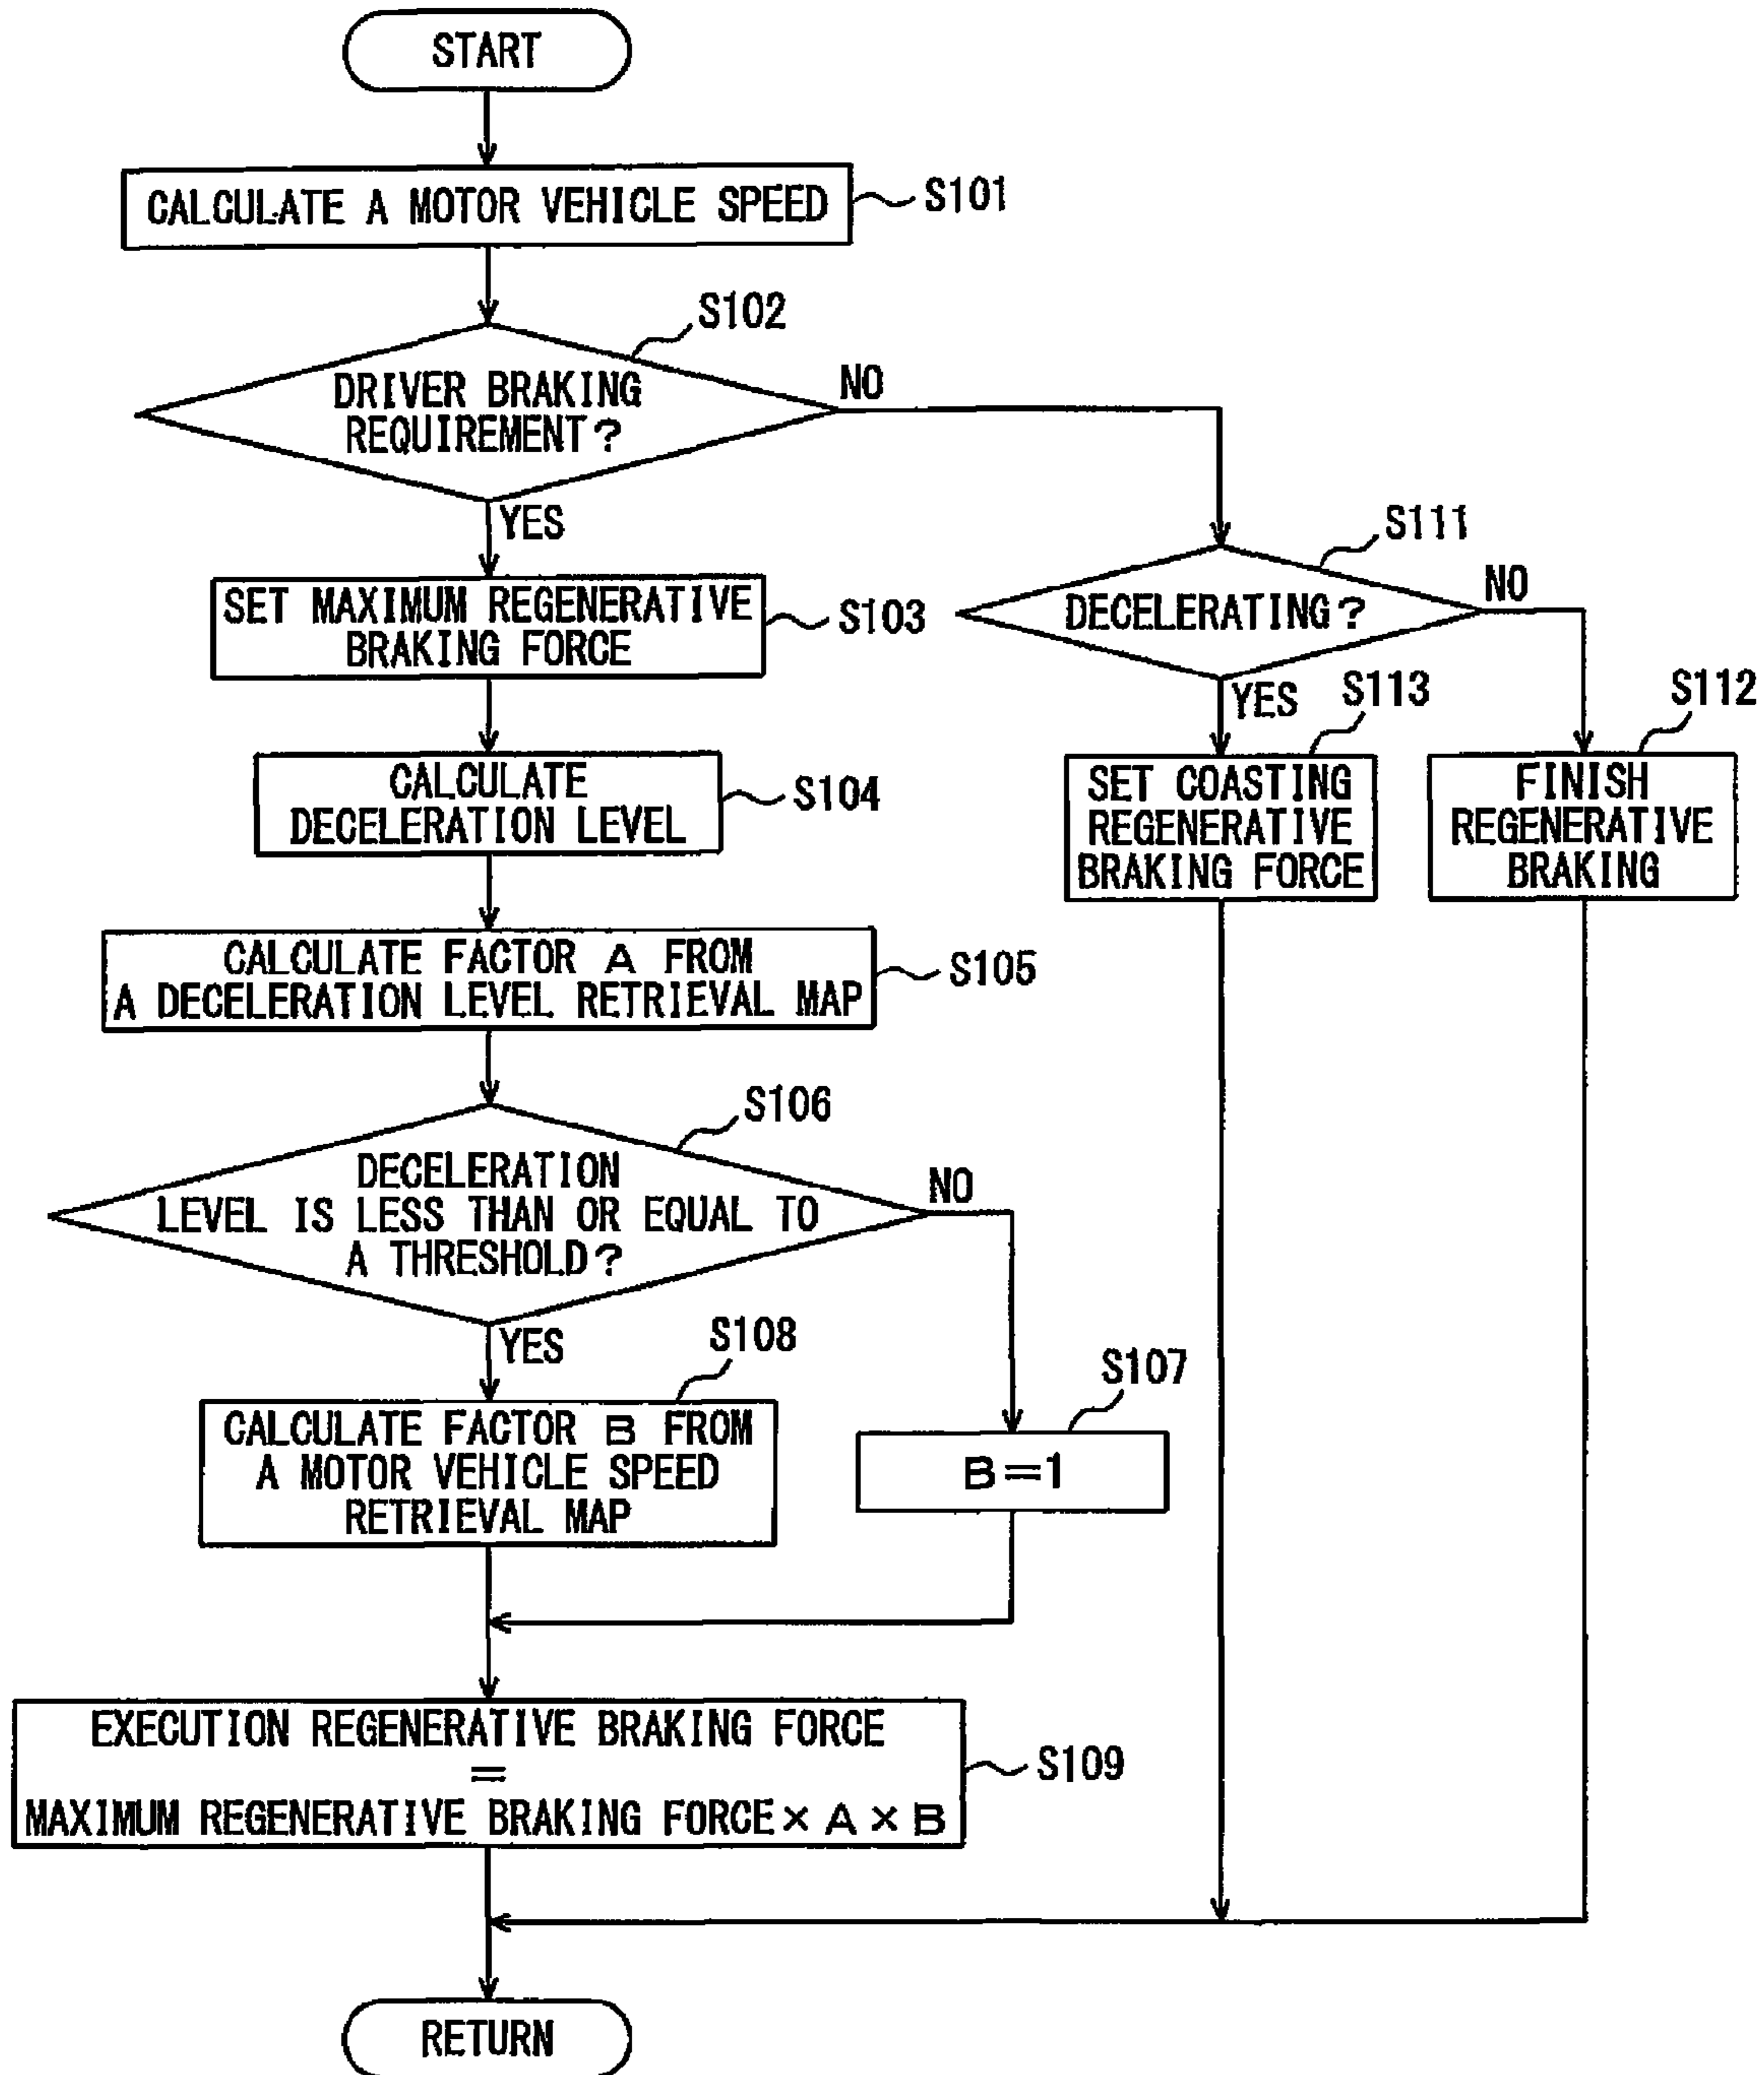 START
CALCULATE A MOTOR VEHICLE SPEED
S101
S102
DRIVER BRAKING
REQUIREMENT?
NO
YES
SET MAXIMUM REGENERATIVE
BRAKING FORCE
S103
S111
DECELERATING?
NO
YES
S113
S112
CALCULATE
DECELERATION LEVEL
S104
SET COASTING
REGENERATIVE
BRAKING FORCE
FINISH
REGENERATIVE
BRAKING
CALCULATE FACTOR A FROM
A DECELERATION LEVEL RETRIEVAL MAP
S105
S106
DECELERATION
LEVEL IS LESS THAN OR EQUAL TO
A THRESHOLD?
NO
YES
S108
CALCULATE FACTOR B FROM
A MOTOR VEHICLE SPEED
RETRIEVAL MAP
S107
B=1
EXECUTION REGENERATIVE BRAKING FORCE
=
MAXIMUM REGENERATIVE BRAKING FORCE × A × B
S109
RETURN